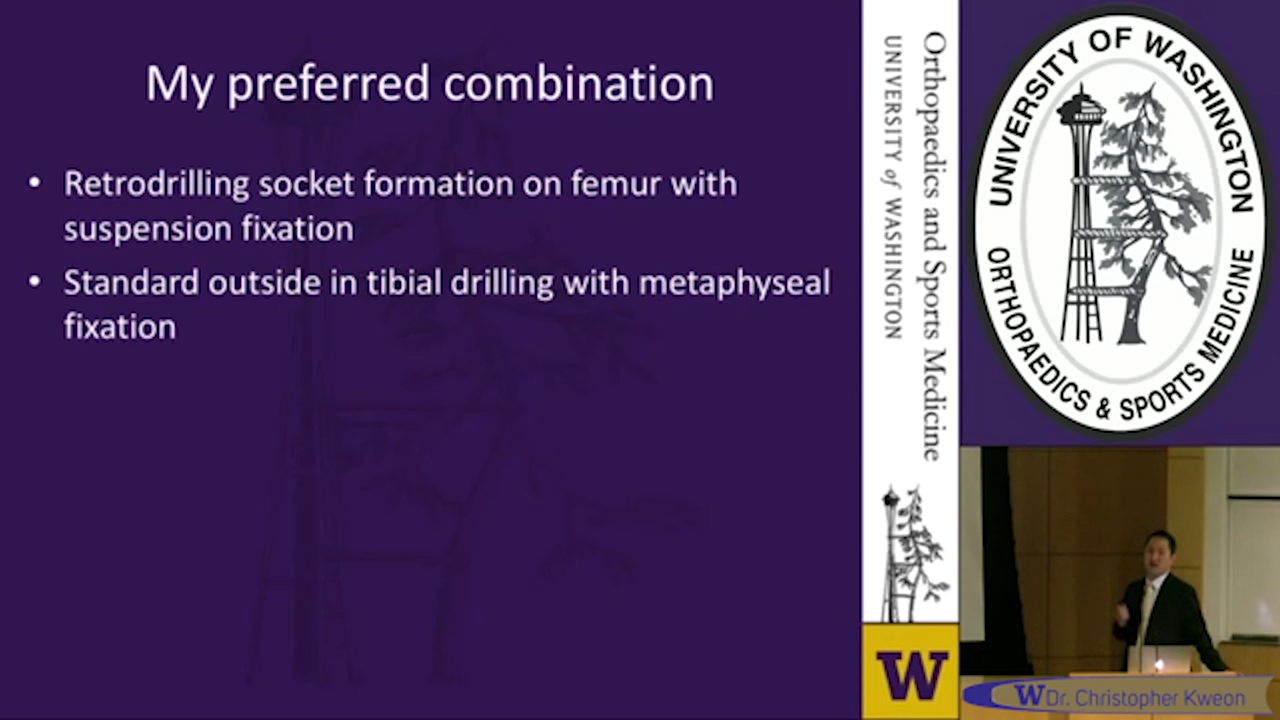 My preferred combination
• Retrodrilling socket formation on femur with
suspension fixation
• Standard outside in tibial drilling with metaphyseal
fixation
Orthopaedics and Sports Medicine
UNIVERSITY of WASHINGTON
W
UNIVERSITY OF WASHINGTON
ORTHOPAEDICS & SPORTS MEDICINE
W Dr. Christopher Kweon